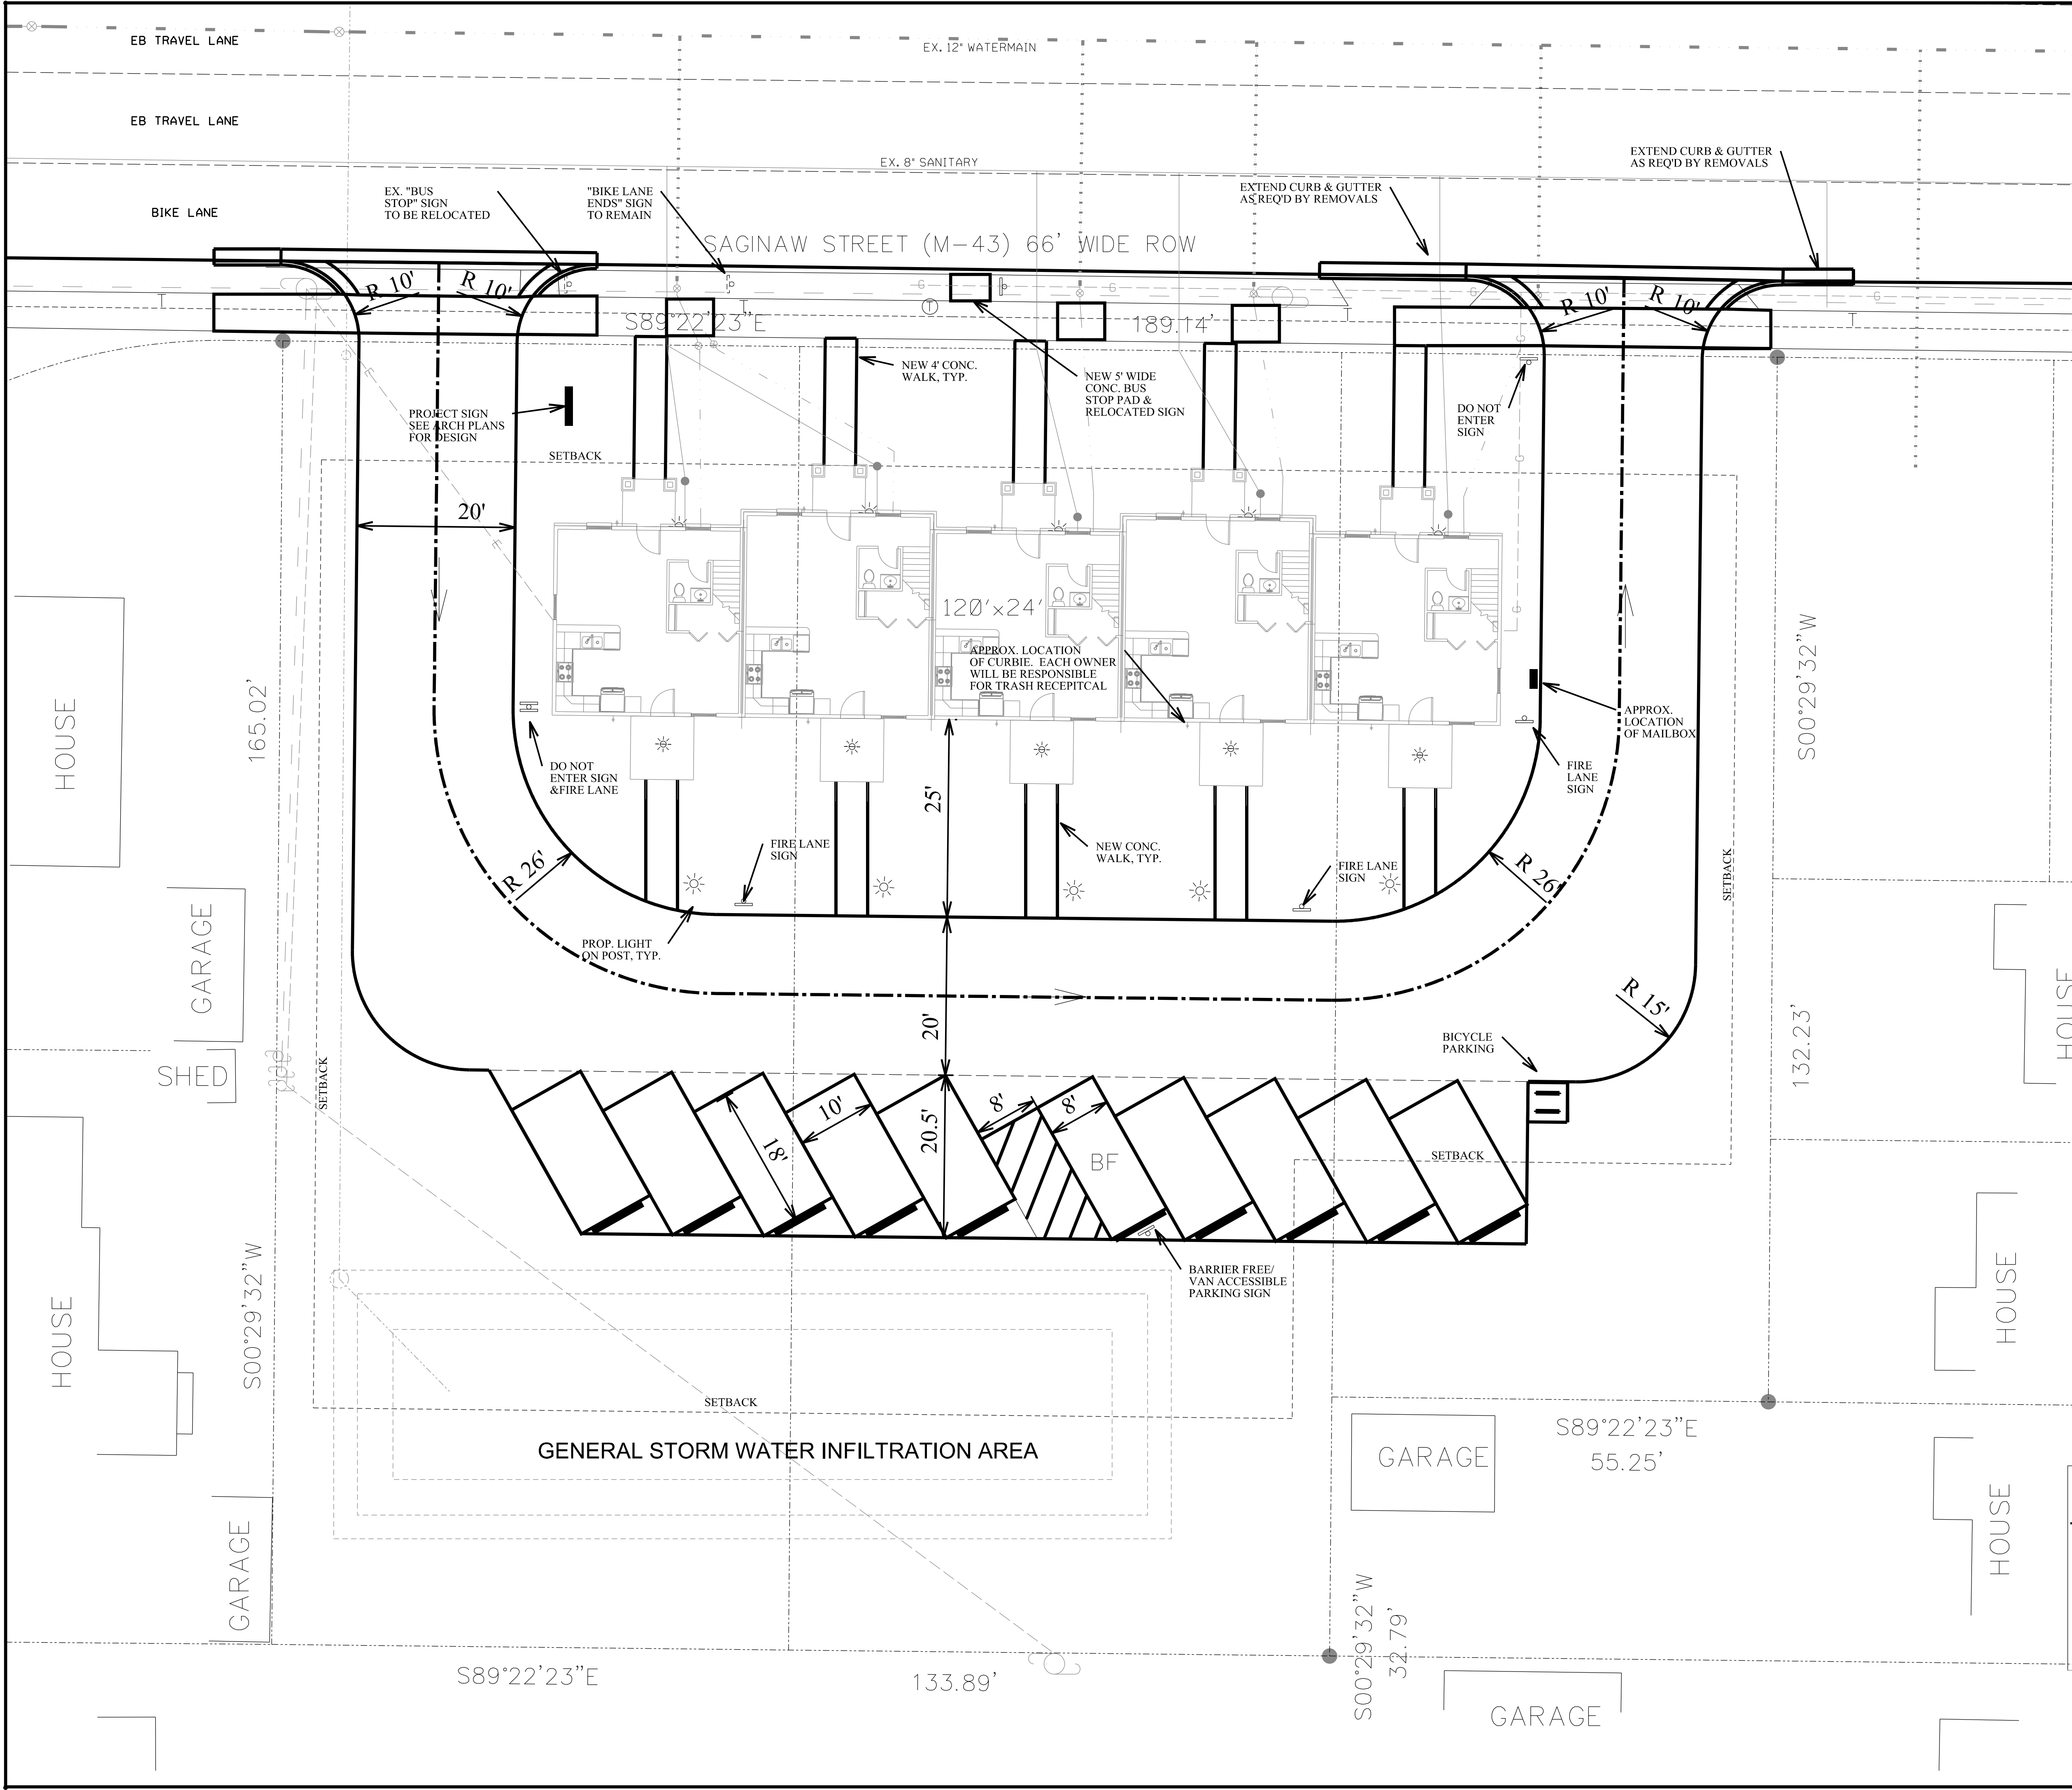 EB TRAVEL LANE
EX. 12" WATERMAIN
EB TRAVEL LANE
EX. 8" SANITARY
EXTEND CURB & GUTTER
AS REQ'D BY REMOVALS
EX. "BUS
STOP" SIGN
TO BE RELOCATED
"BIKE LANE
ENDS" SIGN
TO REMAIN
EXTEND CURB & GUTTER
AS REQ'D BY REMOVALS
BIKE LANE
SAGINAW STREET (M-43) 66' WIDE ROW
R 10'
R 10'
R 10'
R 10'
G
G
G
G
T
T
T
T
T
S89°22'23"E
189.14'
NEW 4' CONC.
WALK, TYP.
NEW 5' WIDE
CONC. BUS
STOP PAD &
RELOCATED SIGN
PROJECT SIGN
SEE ARCH PLANS
FOR DESIGN
DO NOT
ENTER
SIGN
SETBACK
20'
120'x24'
APPROX. LOCATION
OF CURBIE. EACH OWNER
WILL BE RESPONSIBLE
FOR TRASH RECEPITCAL
HOUSE
165.02'
S00°29'32"W
APPROX.
LOCATION
OF MAILBOX
DO NOT
ENTER SIGN
&FIRE LANE
FIRE
LANE
SIGN
25'
FIRE LANE
SIGN
NEW CONC.
WALK, TYP.
FIRE LANE
SIGN
R 26'
R 26'
SETBACK
GARAGE
PROP. LIGHT
ON POST, TYP.
HOUSE
R 15'
20'
132.23'
BICYCLE
PARKING
SHED
SETBACK
18'
10'
20.5'
8'
8'
BF
SETBACK
BARRIER FREE/
VAN ACCESSIBLE
PARKING SIGN
HOUSE
S00°29'32"W
HOUSE
SETBACK
GENERAL STORM WATER INFILTRATION AREA
GARAGE
S89°22'23"E
55.25'
HOUSE
GARAGE
S00°29'32"W
32.79'
S89°22'23"E
133.89'
GARAGE